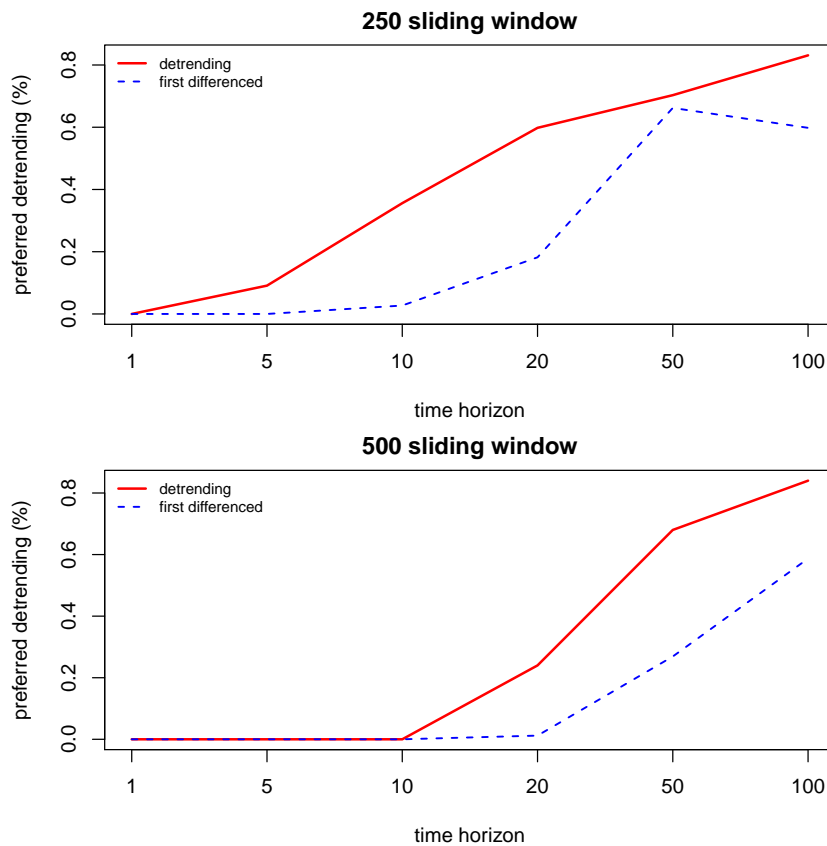 250 sliding window
detrending
first differenced
preferred detrending (%)
0.8
0.6
0.4
0.2
0.0
1 5 10 20 50 100
time horizon
500 sliding window
detrending
first differenced
preferred detrending (%)
0.8
0.6
0.4
0.2
0.0
1 5 10 20 50 100
time horizon